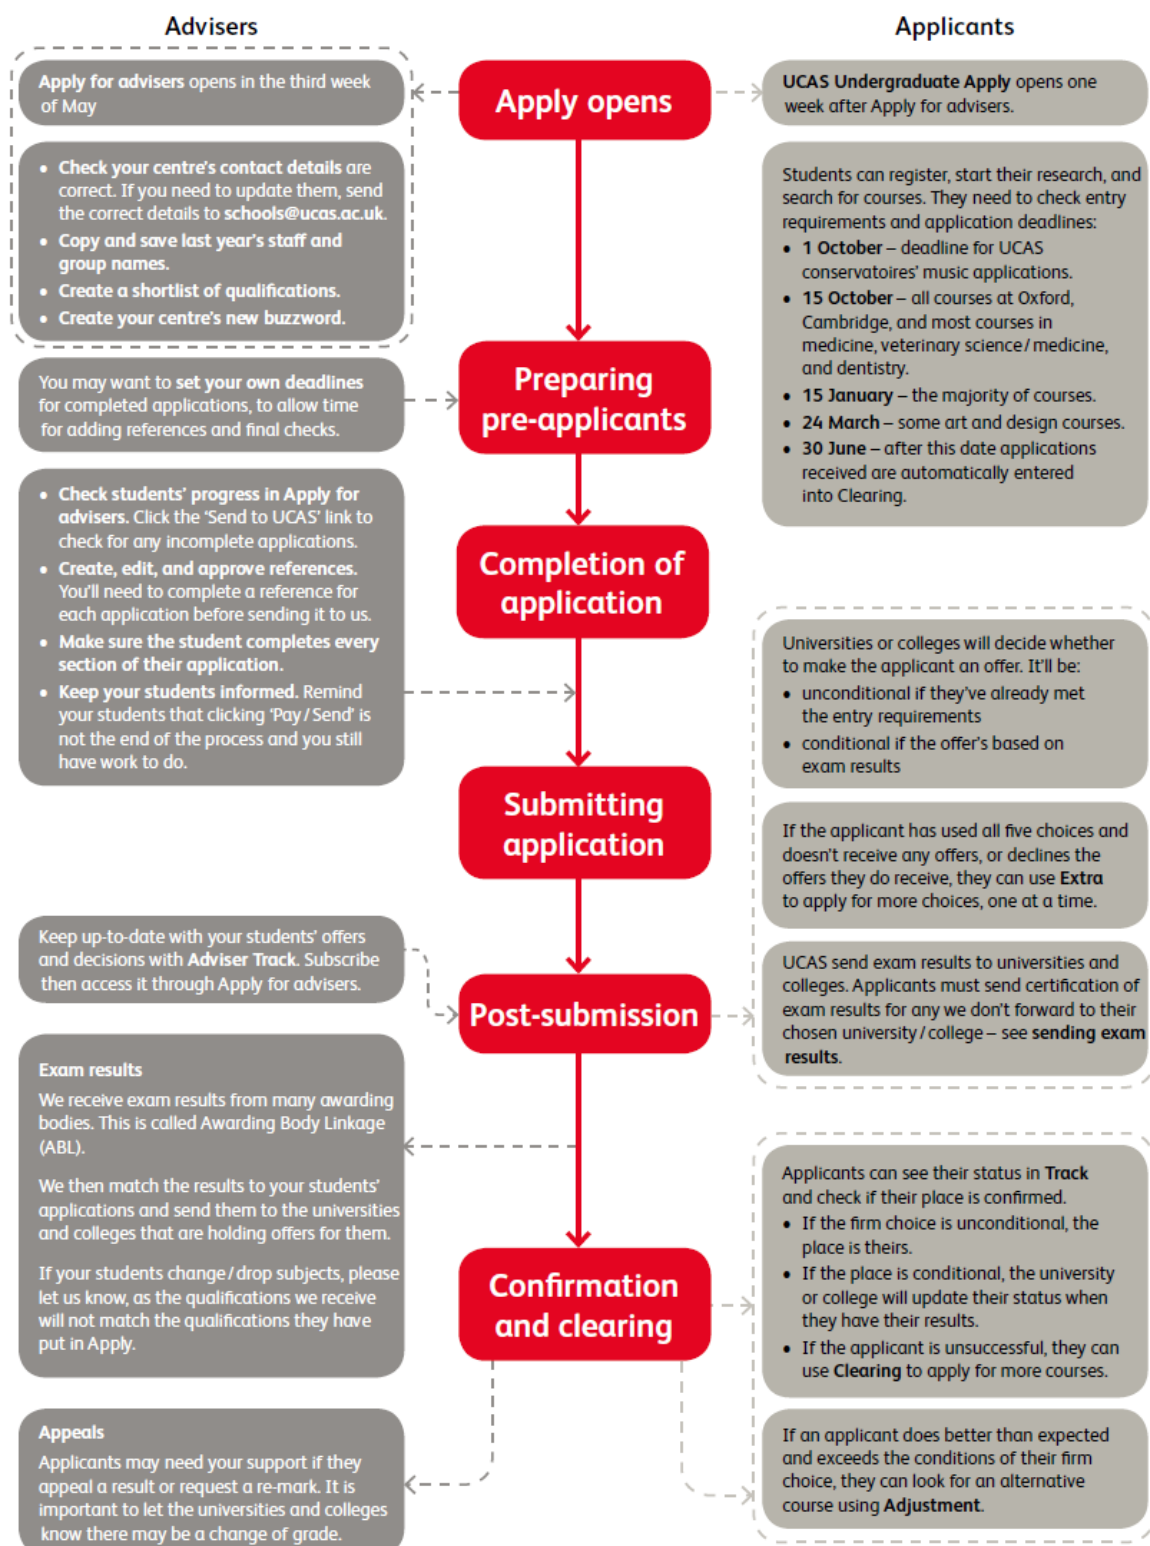 Advisers
Applicants
Apply for advisers opens in the third week
of May
Apply opens
UCAS Undergraduate Apply opens one
week after Apply for advisers.
• Check your centre's contact details are
correct. If you need to update them, send
the correct details to schools@ucas.ac.uk.
• Copy and save last year's staff and
group names.
• Create a shortlist of qualifications.
• Create your centre's new buzzword.
Students can register, start their research, and
search for courses. They need to check entry
requirements and application deadlines:
• 1 October – deadline for UCAS
conservatoires' music applications.
• 15 October – all courses at Oxford,
Cambridge, and most courses in
medicine, veterinary science/medicine,
and dentistry.
• 15 January – the majority of courses.
• 24 March – some art and design courses.
• 30 June – after this date applications
received are automatically entered
into Clearing.
You may want to set your own deadlines
for completed applications, to allow time
for adding references and final checks.
Preparing
pre-applicants
• Check students' progress in Apply for
advisers. Click the 'Send to UCAS' link to
check for any incomplete applications.
• Create, edit, and approve references.
You'll need to complete a reference for
each application before sending it to us.
• Make sure the student completes every
section of their application.
• Keep your students informed. Remind
your students that clicking 'Pay/Send' is
not the end of the process and you still
have work to do.
Completion of
application
Universities or colleges will decide whether
to make the applicant an offer. It'll be:
• unconditional if they've already met
the entry requirements
• conditional if the offer's based on
exam results
Submitting
application
If the applicant has used all five choices and
doesn't receive any offers, or declines the
offers they do receive, they can use Extra
to apply for more choices, one at a time.
Keep up-to-date with your students' offers
and decisions with Adviser Track. Subscribe
then access it through Apply for advisers.
Post-submission
UCAS send exam results to universities and
colleges. Applicants must send certification of
exam results for any we don't forward to their
chosen university/college – see sending exam
results.
Exam results
We receive exam results from many awarding
bodies. This is called Awarding Body Linkage
(ABL).
We then match the results to your students'
applications and send them to the universities
and colleges that are holding offers for them.
If your students change/drop subjects, please
let us know, as the qualifications we receive
will not match the qualifications they have
put in Apply.
Confirmation
and clearing
Applicants can see their status in Track
and check if their place is confirmed.
• If the firm choice is unconditional, the
place is theirs.
• If the place is conditional, the university
or college will update their status when
they have their results.
• If the applicant is unsuccessful, they can
use Clearing to apply for more courses.
Appeals
Applicants may need your support if they
appeal a result or request a re-mark. It is
important to let the universities and colleges
know there may be a change of grade.
If an applicant does better than expected
and exceeds the conditions of their firm
choice, they can look for an alternative
course using Adjustment.